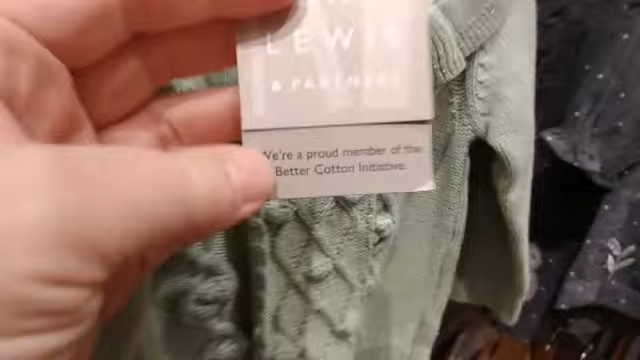 LEWIS
& PARTNERS
We're a proud member of the
Better Cotton Initiative.